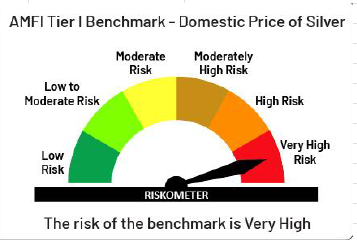 AMFI Tier I Benchmark - Domestic Price of Silver
Moderate
Risk
Moderately
High Risk
Low to
Moderate Risk
High Risk
Very High
Risk
Low
Risk
RISKOMETER
The risk of the benchmark is Very High